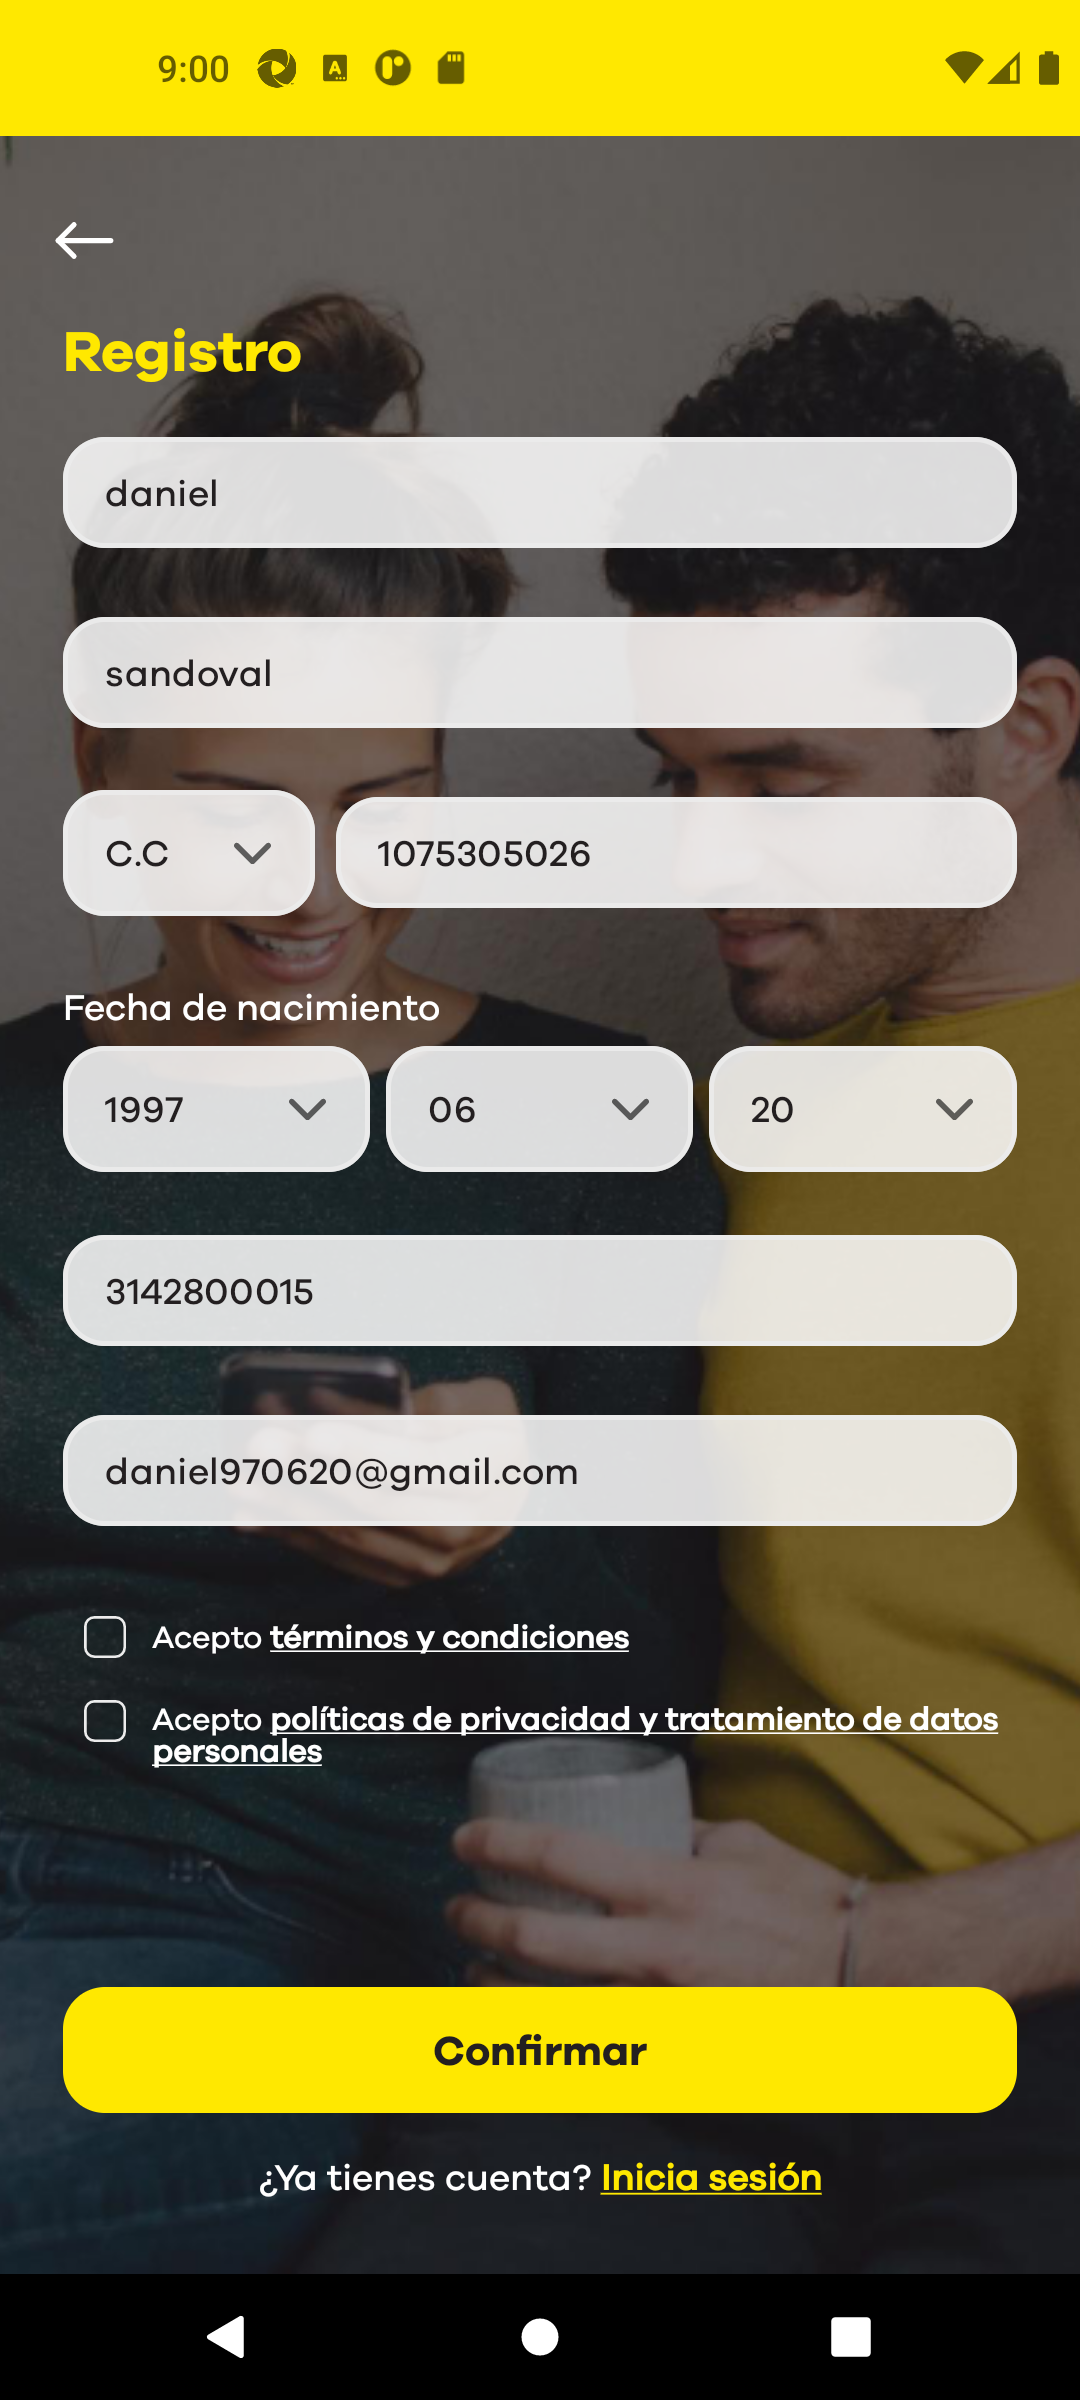 9:00
Registro
daniel
sandoval
C.C 1075305026
Fecha de nacimiento
1997 06 20
3142800015
daniel970620@gmail.com
Acepto términos y condiciones
Acepto políticas de privacidad y tratamiento de datos
personales
Confirmar
¿Ya tienes cuenta? Inicia sesión